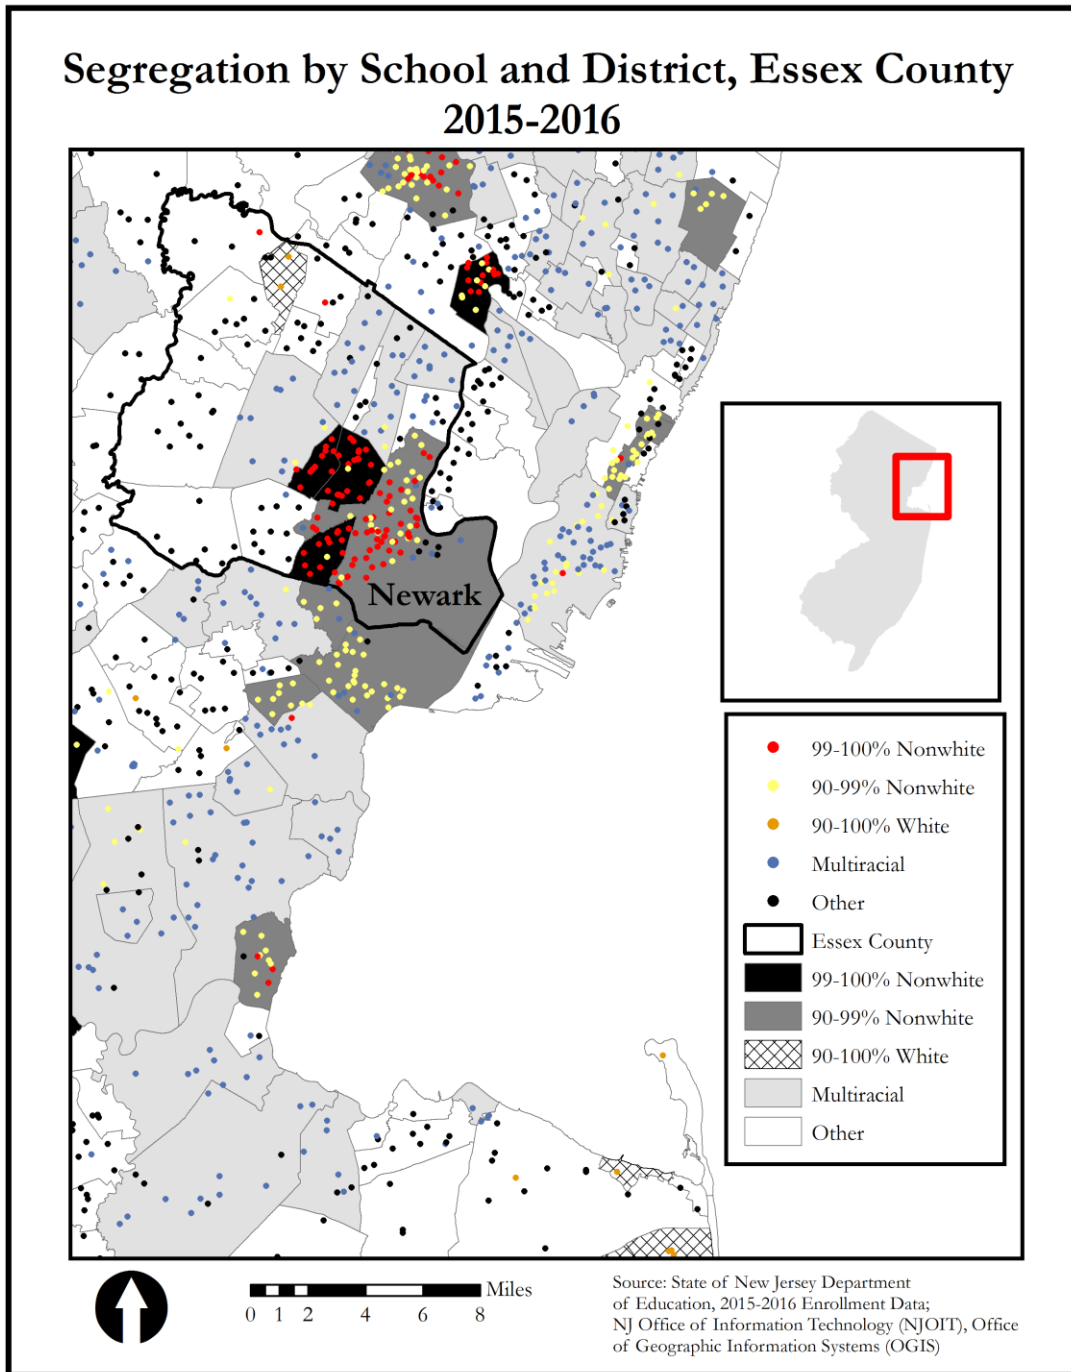 Segregation by School and District, Essex County
2015-2016
Newark
99-100% Nonwhite
90-99% Nonwhite
90-100% White
Multiracial
Other
Essex County
99-100% Nonwhite
90-99% Nonwhite
90-100% White
Multiracial
Other
Miles
0 1 2 4 6 8
Source: State of New Jersey Department
of Education, 2015-2016 Enrollment Data;
NJ Office of Information Technology (NJOIT), Office
of Geographic Information Systems (OGIS)